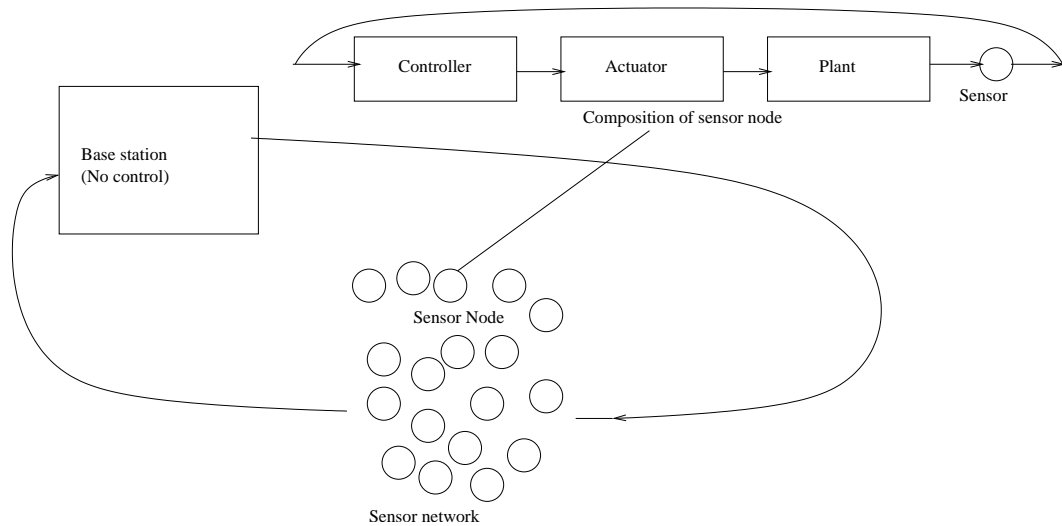 Controller
Actuator
Plant
Sensor
Composition of sensor node
Base station
(No control)
Sensor Node
Sensor network